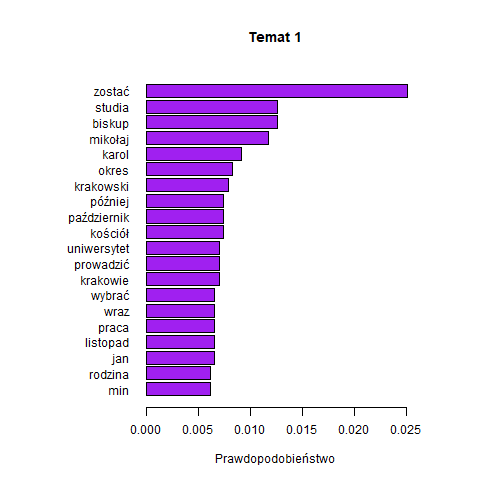 Temat 1
zostać
studia
biskup
mikołaj
karol
okres
krakowski
później
październik
kościół
uniwersytet
prowadzić
krakowie
wybrać
wraz
praca
listopad
jan
rodzina
min
0.000 0.005 0.010 0.015 0.020 0.025
Prawdopodobieństwo